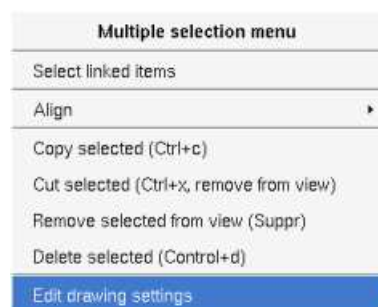 Multiple selection menu
Select linked items
Align
Copy selected (Ctrl+c)
Cut selected (Ctrl+x, remove from view)
Remove selected from view (Suppr)
Delete selected (Control+d)
Edit drawing settings